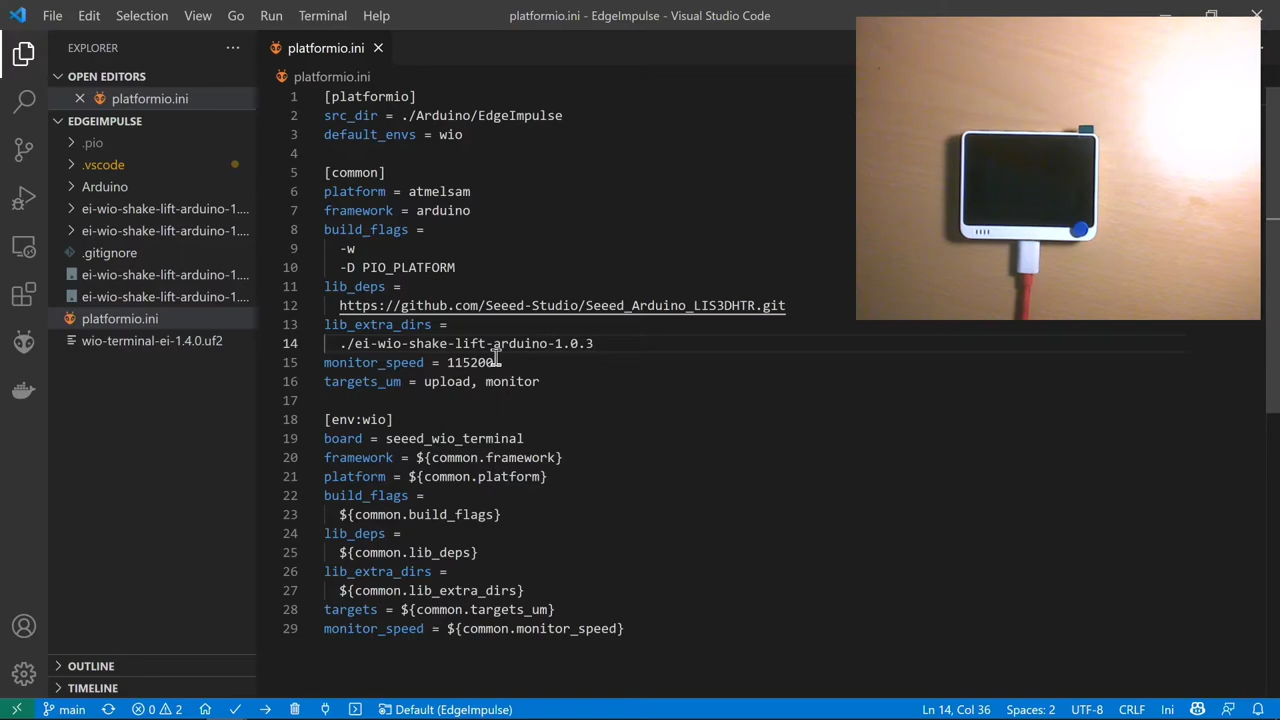 File Edit Selection View Go Run Terminal Help
platformio.ini - EdgeImpulse - Visual Studio Code
EXPLORER
OPEN EDITORS
platformio.ini
EDGEIMPULSE
.pio
.vscode
Arduino
ei-wio-shake-lift-arduino-1....
ei-wio-shake-lift-arduino-1....
.gitignore
ei-wio-shake-lift-arduino-1....
ei-wio-shake-lift-arduino-1....
platformio.ini
wio-terminal-ei-1.4.0.uf2
OUTLINE
TIMELINE
platformio.ini
platformio.ini
1 [platformio]
2 src_dir = ./Arduino/EdgeImpulse
3 default_envs = wio
4
5 [common]
6 platform = atmelsam
7 framework = arduino
8 build_flags =
9 -w
10 -D PIO_PLATFORM
11 lib_deps =
12 https://github.com/Seeed-Studio/Seeed_Arduino_LIS3DHTR.git
13 lib_extra_dirs =
14 ./ei-wio-shake-lift-arduino-1.0.3
15 monitor_speed = 115200
16 targets_um = upload, monitor
17
18 [env:wio]
19 board = seeed_wio_terminal
20 framework = ${common.framework}
21 platform = ${common.platform}
22 build_flags =
23 ${common.build_flags}
24 lib_deps =
25 ${common.lib_deps}
26 lib_extra_dirs =
27 ${common.lib_extra_dirs}
28 targets = ${common.targets_um}
29 monitor_speed = ${common.monitor_speed}
main 0 2 Default (EdgeImpulse) Ln 14, Col 36 Spaces: 2 UTF-8 CRLF Ini